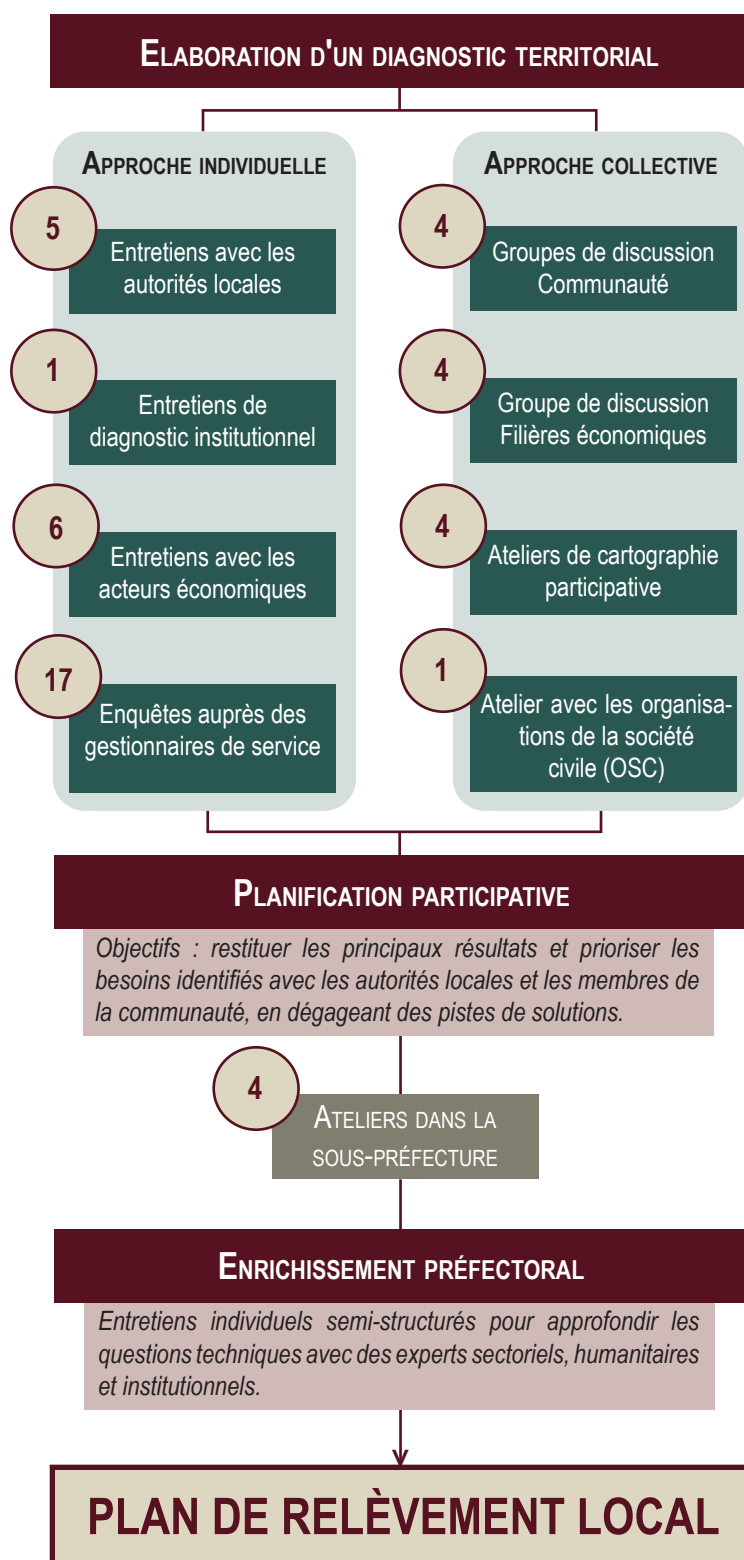 ELABORATION D'UN DIAGNOSTIC TERRITORIAL
APPROCHE INDIVIDUELLE
5
Entretiens avec les
autorités locales
1
Entretiens de
diagnostic institutionnel
6
Entretiens avec les
acteurs économiques
17
Enquêtes auprès des
gestionnaires de service
APPROCHE COLLECTIVE
4
Groupes de discussion
Communauté
4
Groupe de discussion
Filières économiques
4
Ateliers de cartographie
participative
1
Atelier avec les organisa-
tions de la société
civile (OSC)
PLANIFICATION PARTICIPATIVE
Objectifs : restituer les principaux résultats et prioriser les
besoins identifiés avec les autorités locales et les membres de
la communauté, en dégageant des pistes de solutions.
4
ATELIERS DANS LA
SOUS-PRÉFECTURE
ENRICHISSEMENT PRÉFECTORAL
Entretiens individuels semi-structurés pour approfondir les
questions techniques avec des experts sectoriels, humanitaires
et institutionnels.
PLAN DE RELÈVEMENT LOCAL